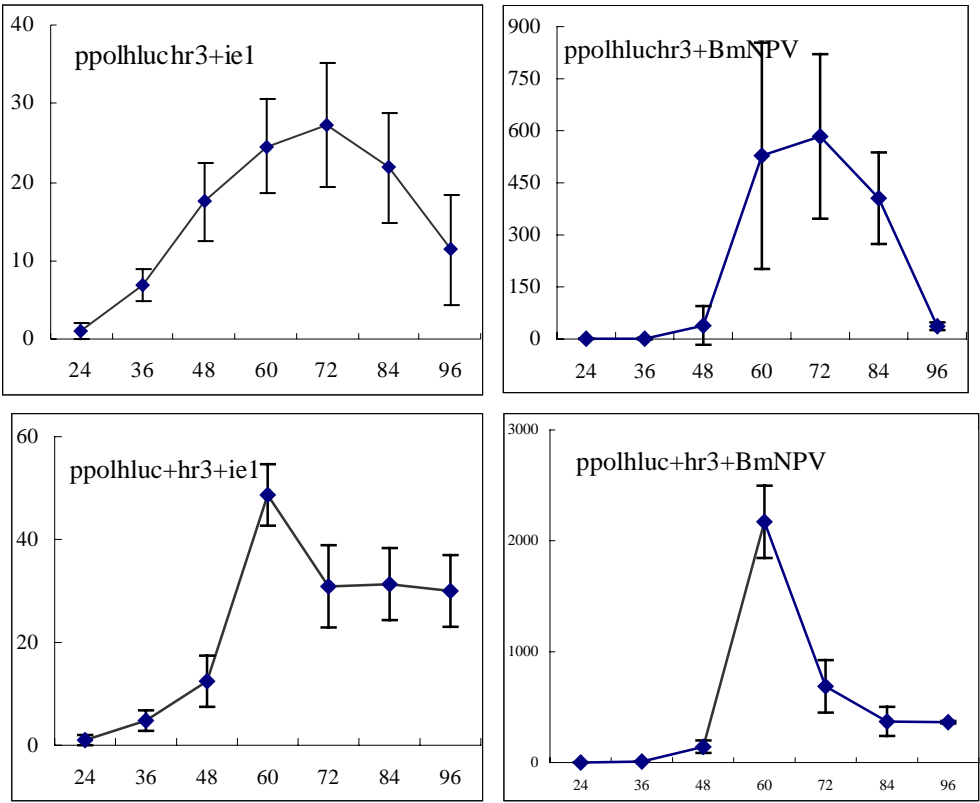 40
ppolhluchr3+ie1
30
20
10
0
24 36 48 60 72 84 96
900
ppolhluchr3+BmNPV
750
600
450
300
150
0
24 36 48 60 72 84 96
60
ppolhluc+hr3+ie1
40
20
0
24 36 48 60 72 84 96
3000
ppolhluc+hr3+BmNPV
2000
1000
0
24 36 48 60 72 84 96